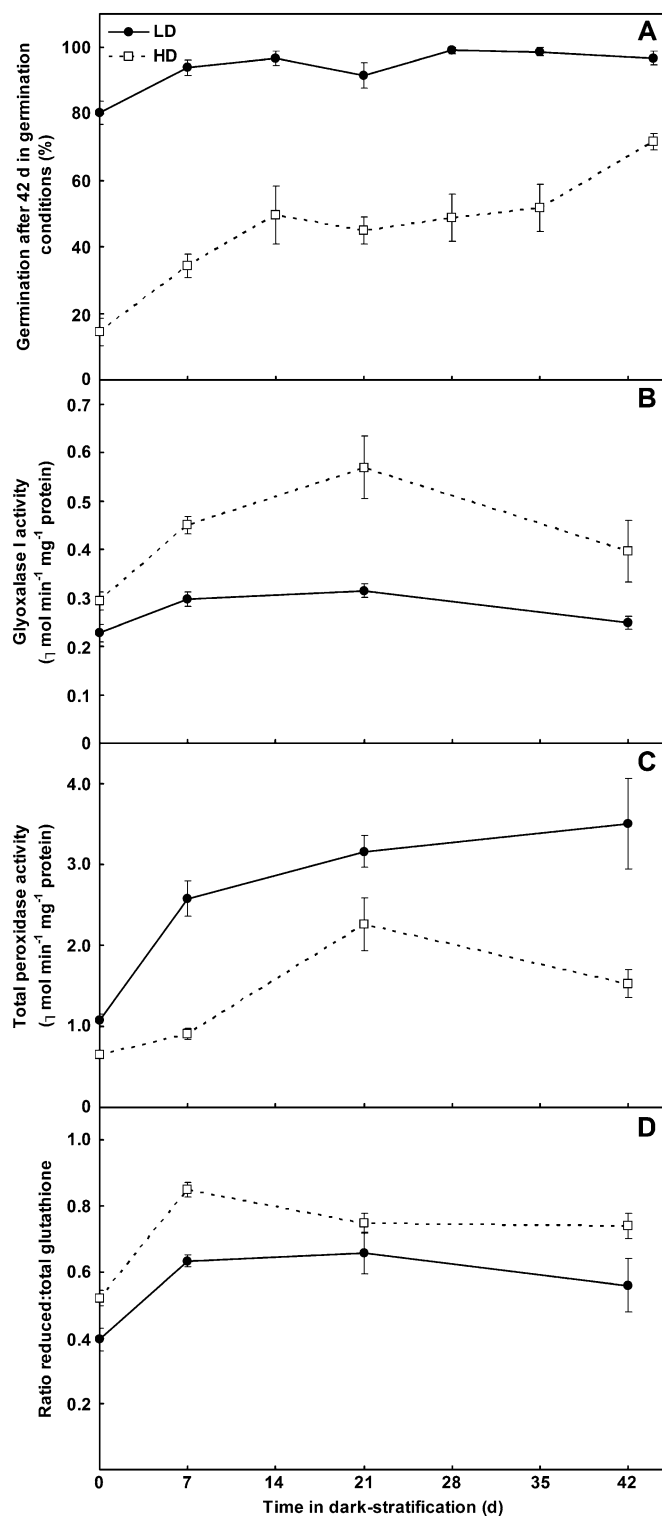 LD
HD
A
100
80
60
40
20
0
Germination after 42 d in germination
conditions (%)
B
0.7
0.6
0.5
0.4
0.3
0.2
0.1
0
Glyoxalase I activity
(ɳ mol min⁻¹ mg⁻¹ protein)
C
4.0
3.0
2.0
1.0
0
Total peroxidase activity
(ɳ mol min⁻¹ mg⁻¹ protein)
D
1.0
0.8
0.6
0.4
0.2
Ratio reduced:total glutathione
0 7 14 21 28 35 42
Time in dark-stratification (d)